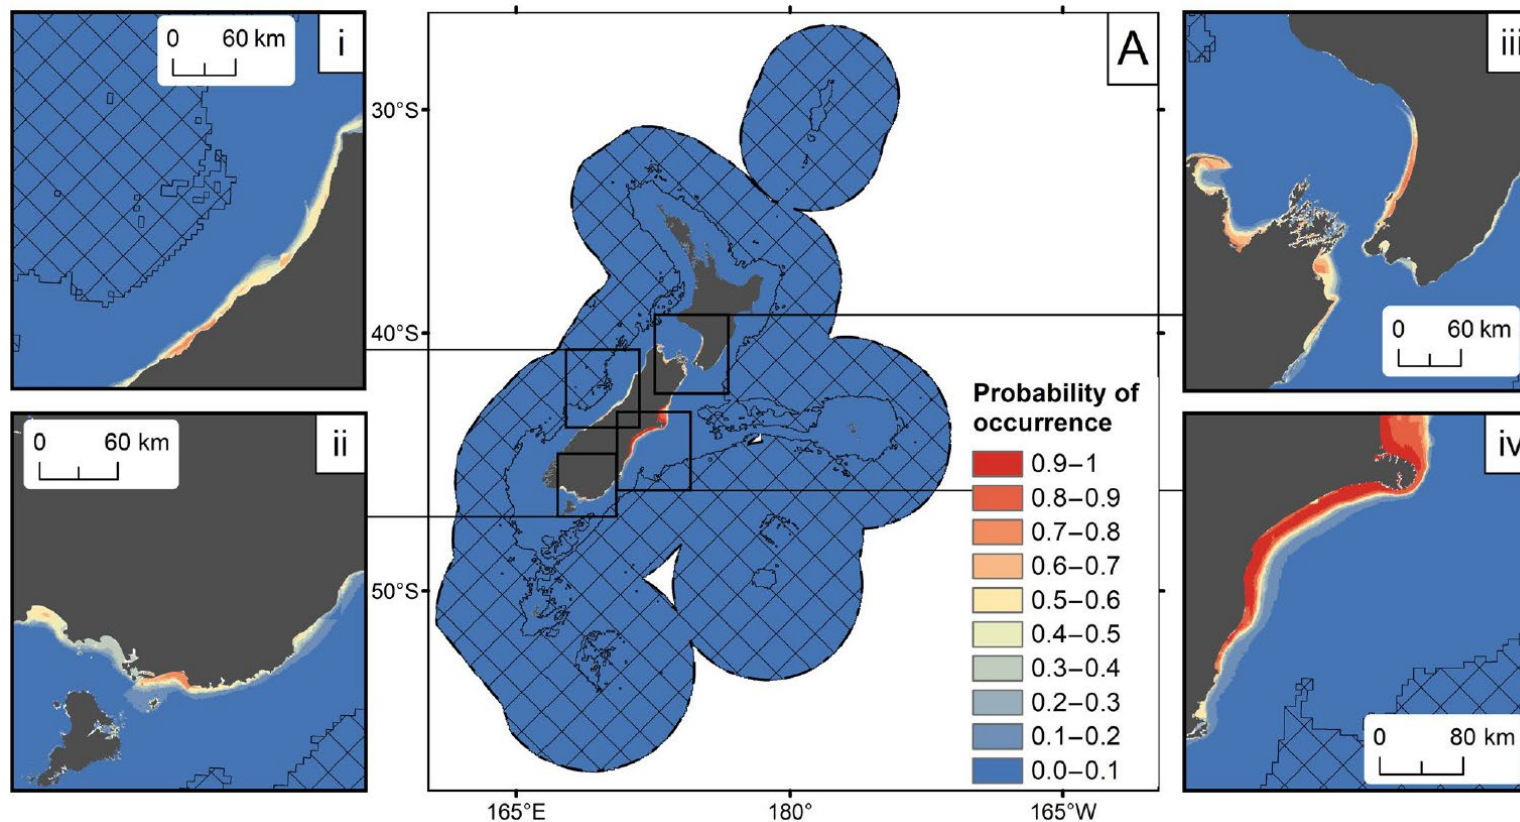 0 60 km
i
0 60 km
ii
A
30°S
40°S
50°S
165°E
180°
165°W
Probability of
occurrence
0.9–1
0.8–0.9
0.7–0.8
0.6–0.7
0.5–0.6
0.4–0.5
0.3–0.4
0.2–0.3
0.1–0.2
0.0–0.1
iii
0 60 km
iv
0 80 km